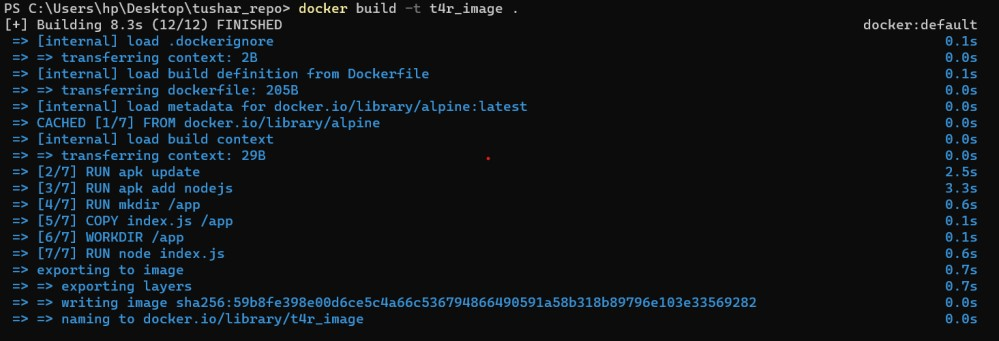 PS C:\Users\hp\Desktop\tushar_repo> docker build -t t4r_image .
[+] Building 8.3s (12/12) FINISHED docker:default
=> [internal] load .dockerignore 0.1s
=> => transferring context: 2B 0.0s
=> [internal] load build definition from Dockerfile 0.1s
=> => transferring dockerfile: 205B 0.0s
=> [internal] load metadata for docker.io/library/alpine:latest 0.0s
=> CACHED [1/7] FROM docker.io/library/alpine 0.0s
=> [internal] load build context 0.0s
=> => transferring context: 29B 0.0s
=> [2/7] RUN apk update 2.5s
=> [3/7] RUN apk add nodejs 3.3s
=> [4/7] RUN mkdir /app 0.6s
=> [5/7] COPY index.js /app 0.1s
=> [6/7] WORKDIR /app 0.1s
=> [7/7] RUN node index.js 0.6s
=> exporting to image 0.7s
=> => exporting layers 0.7s
=> => writing image sha256:59b8fe398e00d6ce5c4a66c536794866490591a58b318b89796e103e33569282 0.0s
=> => naming to docker.io/library/t4r_image 0.0s